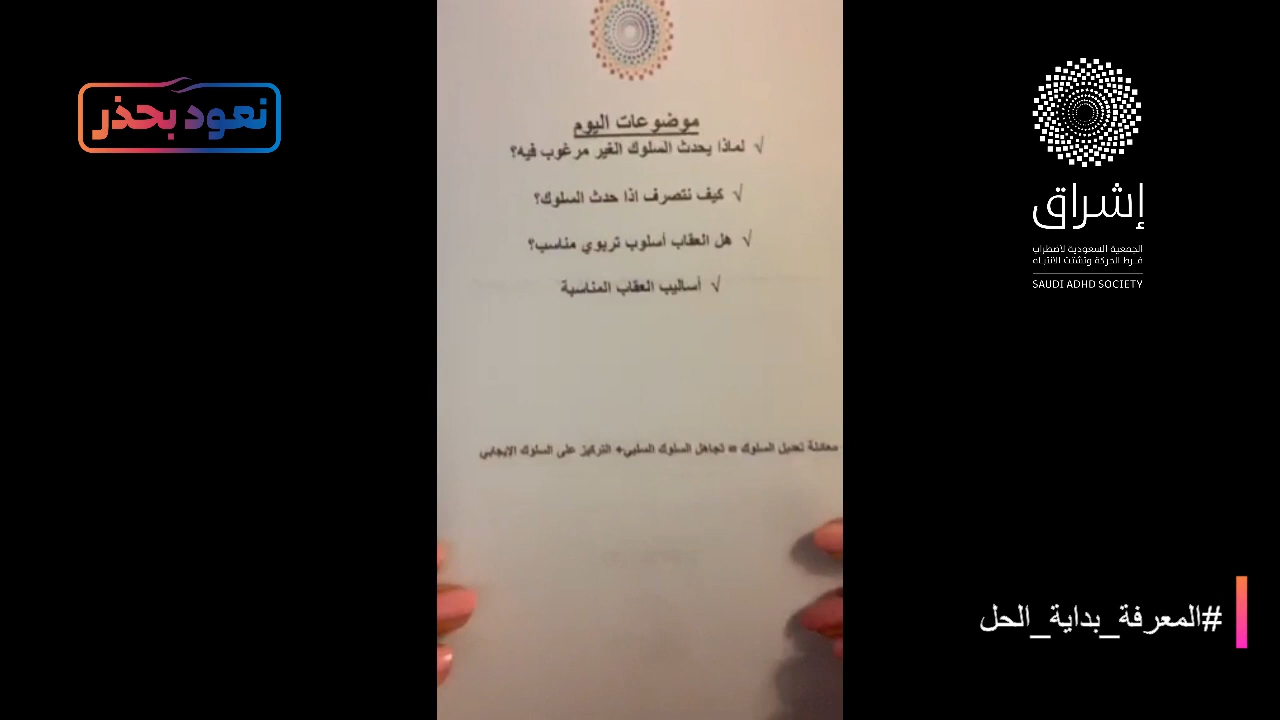 نعود بحذر
موضوعات اليوم
√ لماذا يحدث السلوك الغير مرغوب فيه؟
√ كيف نتصرف اذا حدث السلوك؟
√ هل العقاب أسلوب تربوي مناسب؟
√ أساليب العقاب المناسبة
معادلة تعديل السلوك = تجاهل السلوك السلبي+ التركيز على السلوك الايجابي
إشراق
الجمعية السعودية لاضطراب
فرط الحركة وتشتت الانتباه
SAUDI ADHD SOCIETY
#المعرفة_بداية_الحل